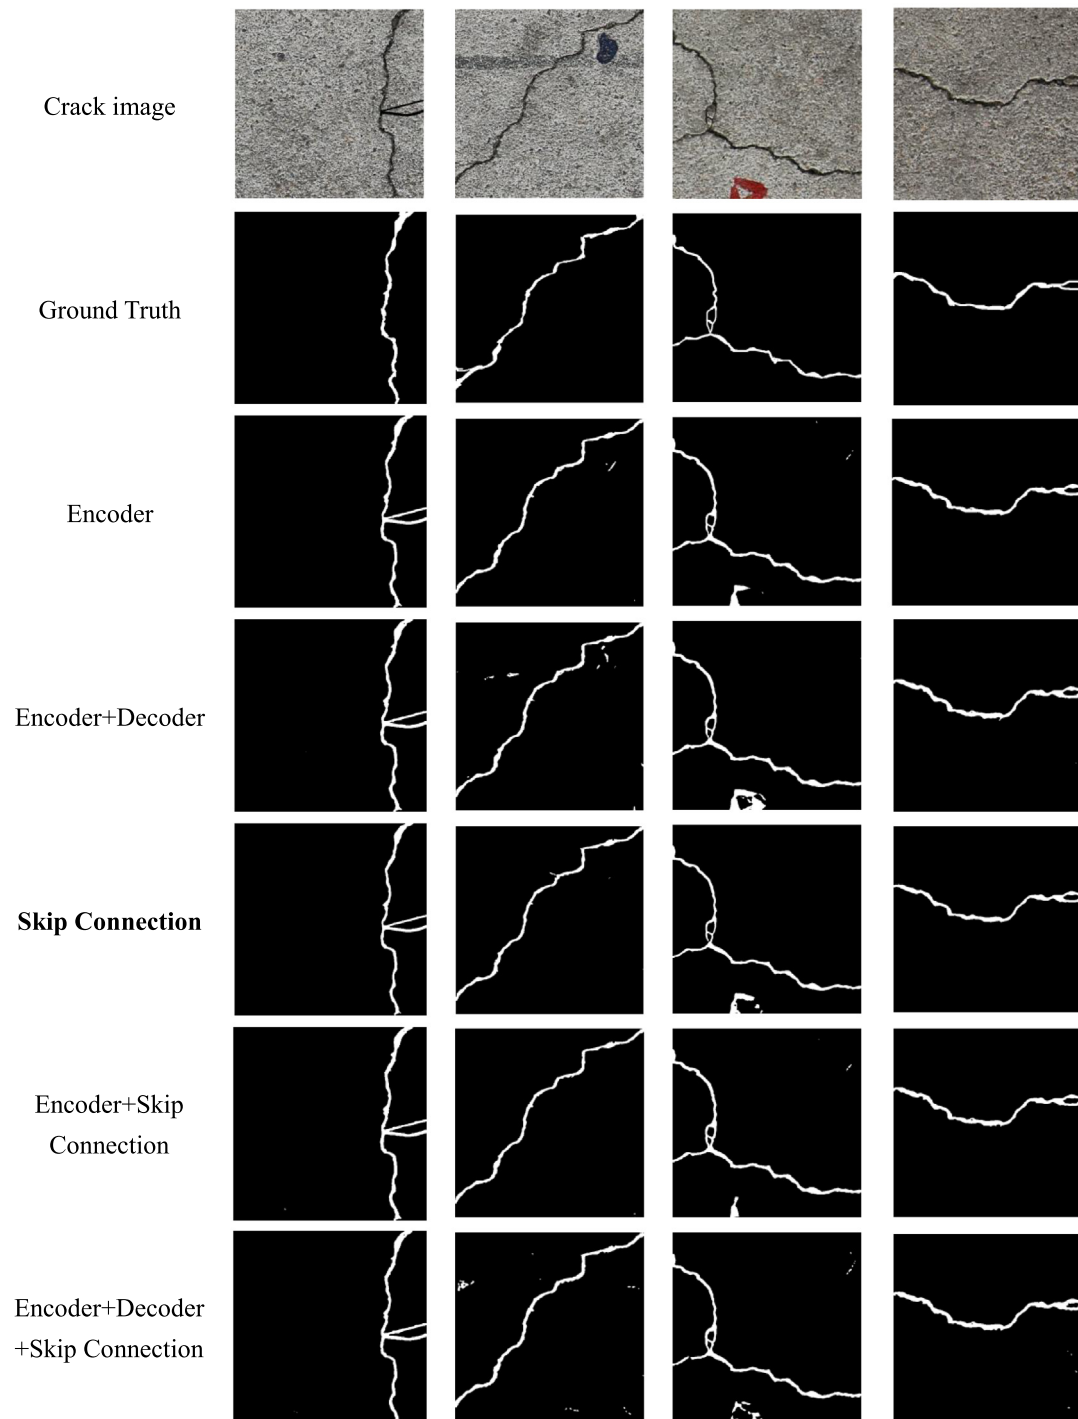 Crack image
Ground Truth
Encoder
Encoder+Decoder
Skip Connection
Encoder+Skip
Connection
Encoder+Decoder
+Skip Connection